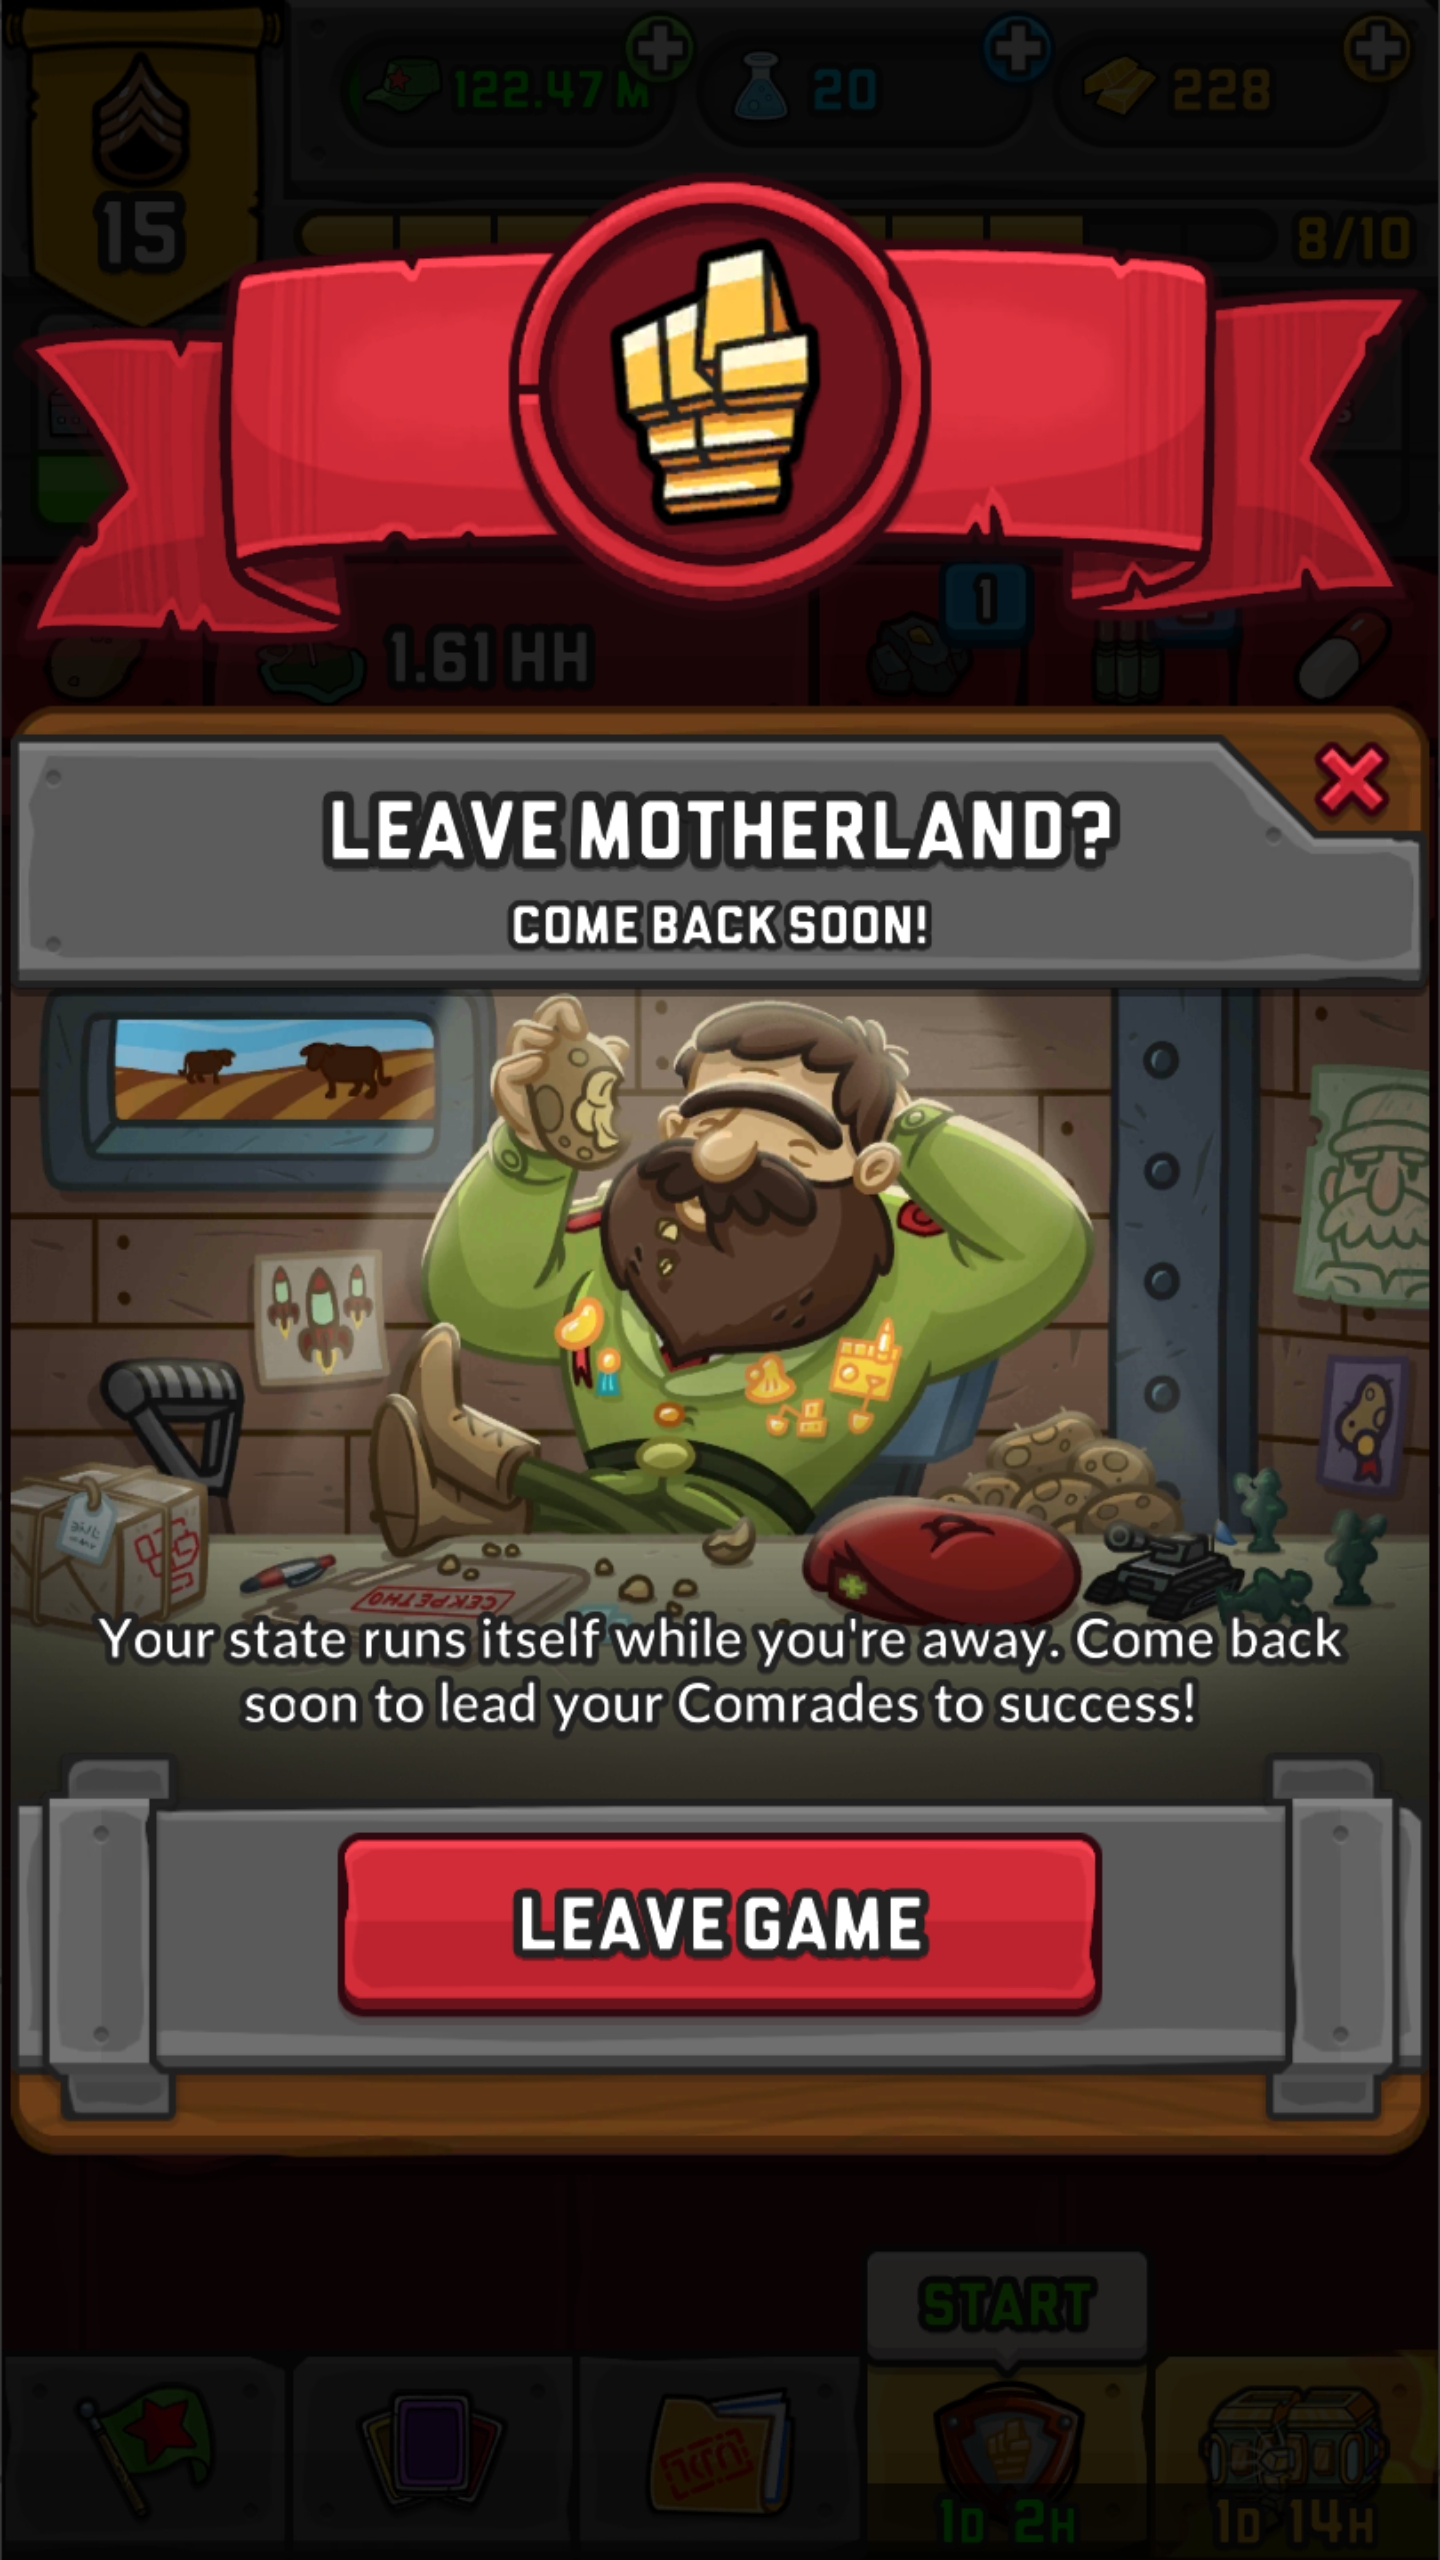 122.47 M
20
228
15
8/10
1
1.61 HH
LEAVE MOTHERLAND?
COME BACK SOON!
СЕКРЕТНО
Your state runs itself while you're away. Come back
soon to lead your Comrades to success!
LEAVE GAME
START
1D 2H
1D 14H